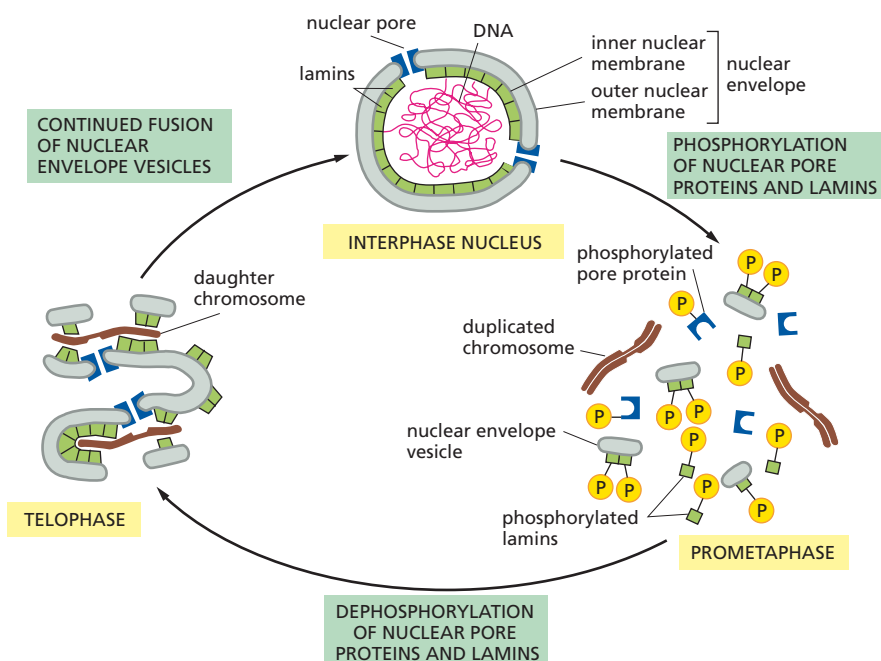 nuclear pore
DNA
lamins
inner nuclear
membrane
outer nuclear
membrane
nuclear
envelope
CONTINUED FUSION
OF NUCLEAR
ENVELOPE VESICLES
PHOSPHORYLATION
OF NUCLEAR PORE
PROTEINS AND LAMINS
INTERPHASE NUCLEUS
phosphorylated
pore protein
daughter
chromosome
duplicated
chromosome
nuclear envelope
vesicle
phosphorylated
lamins
P
P
P
P
P
P
P
P
P
P
P
P
P
TELOPHASE
PROMETAPHASE
DEPHOSPHORYLATION
OF NUCLEAR PORE
PROTEINS AND LAMINS